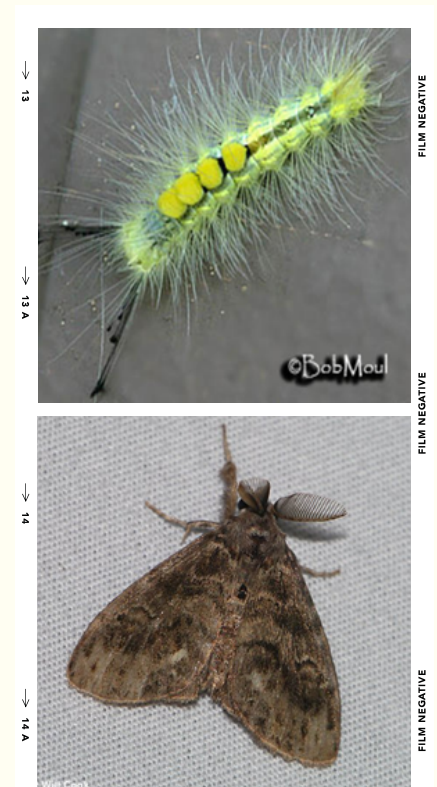 → 13
FILM NEGATIVE
→ 13 A
©BobMoul
FILM NEGATIVE
→ 14
→ 14 A
FILM NEGATIVE